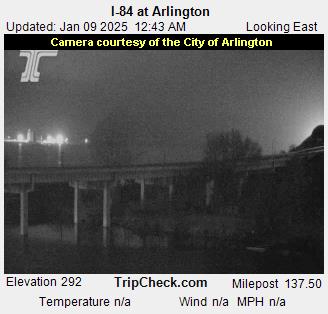 I-84 at Arlington
Updated: Jan 09 2025 12:43 AM Looking East
Camera courtesy of the City of Arlington
Elevation 292 TripCheck.com Milepost 137.50
Temperature n/a Wind n/a MPH n/a